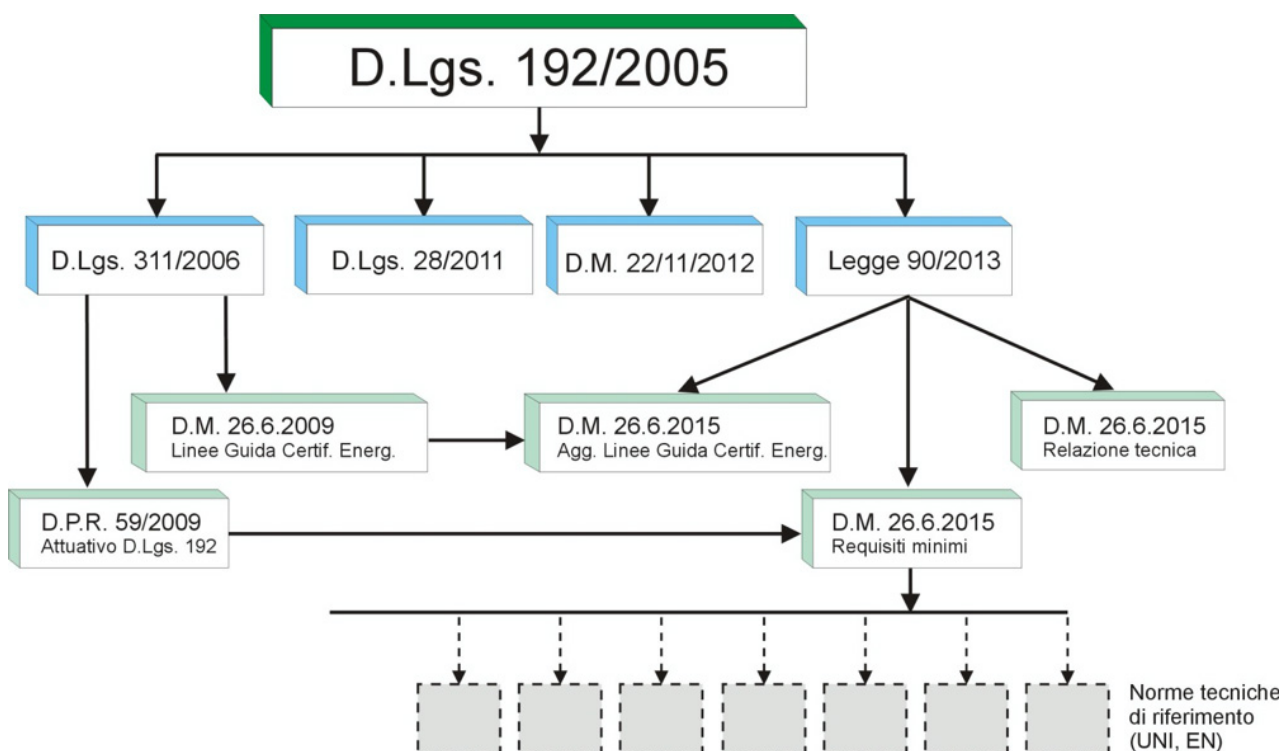 D.Lgs. 192/2005
D.Lgs. 311/2006
D.Lgs. 28/2011
D.M. 22/11/2012
Legge 90/2013
D.M. 26.6.2009
Linee Guida Certif. Energ.
D.M. 26.6.2015
Agg. Linee Guida Certif. Energ.
D.M. 26.6.2015
Relazione tecnica
D.P.R. 59/2009
Attuativo D.Lgs. 192
D.M. 26.6.2015
Requisiti minimi
Norme tecniche
di riferimento
(UNI, EN)